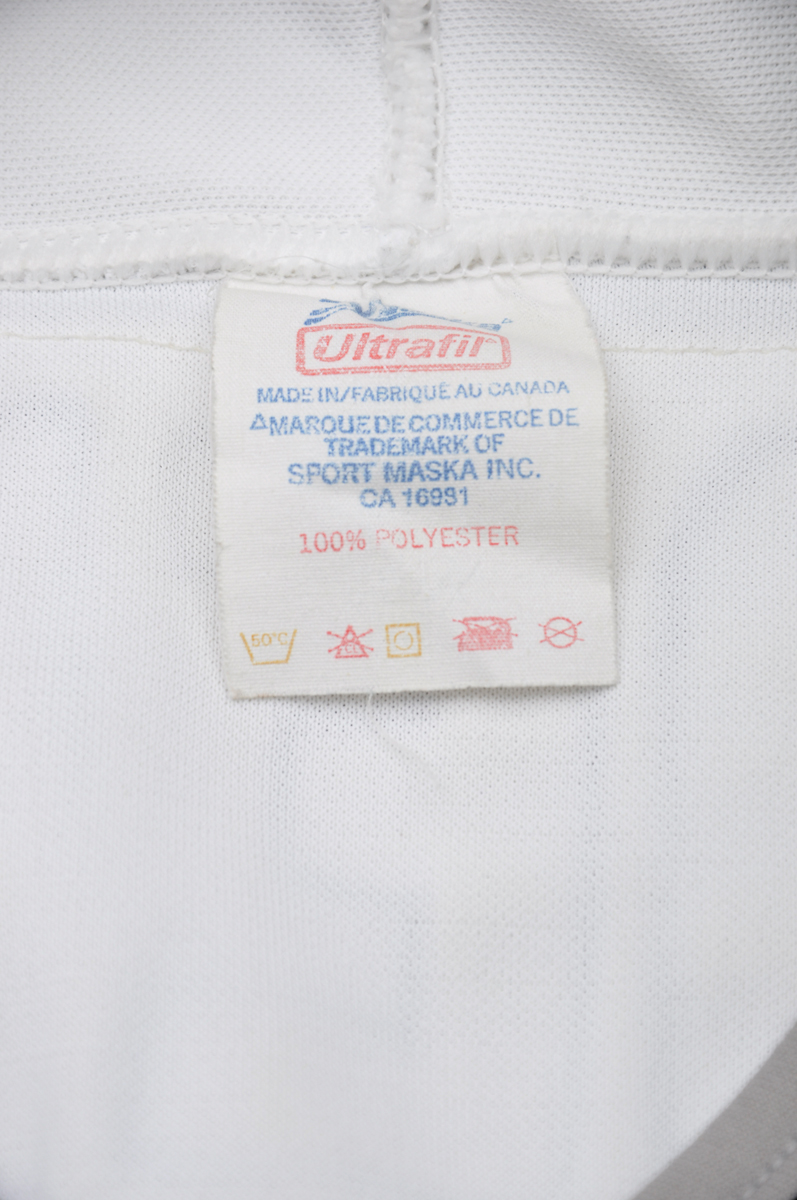 Ultrafil
MADE IN/FABRIQUÉ AU CANADA
∆MARQUE DE COMMERCE DE
TRADEMARK OF
SPORT MASKA INC.
CA 16991
100% POLYESTER
50°C